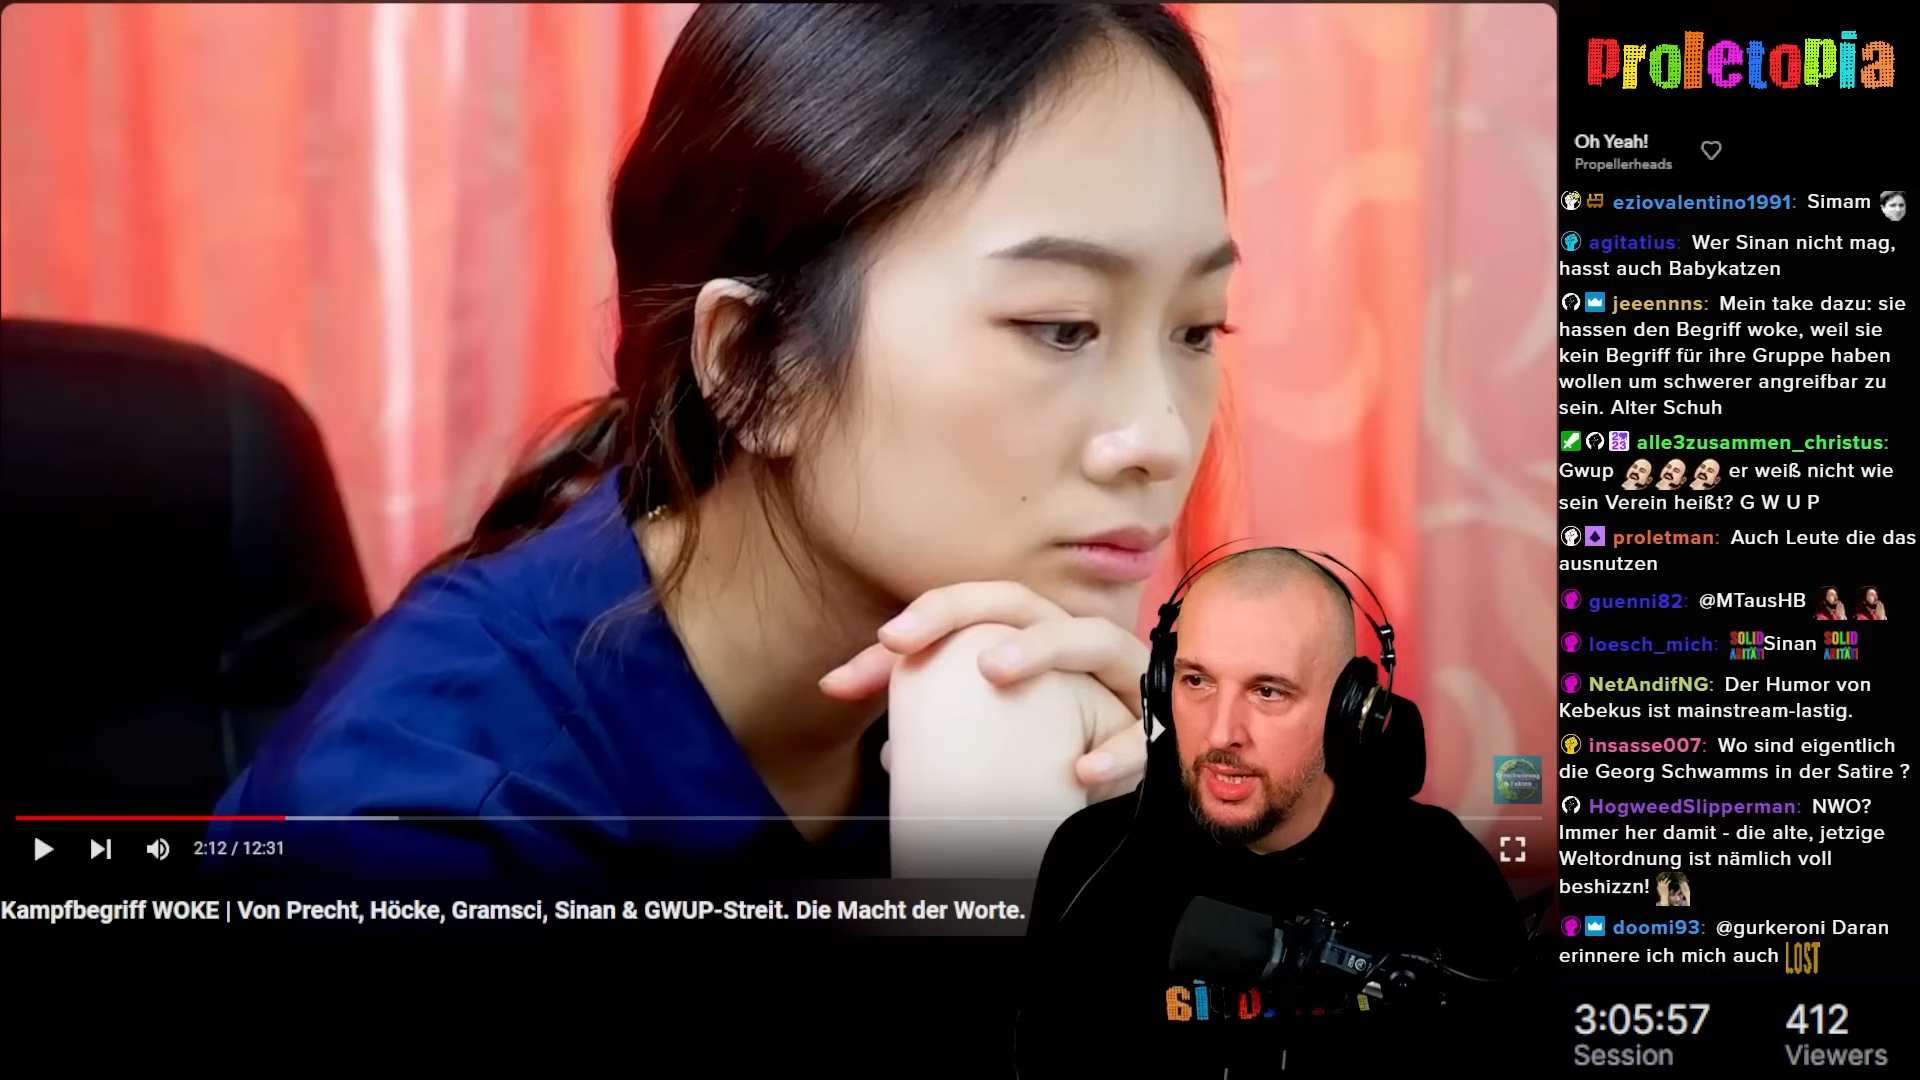 proletopia
Oh Yeah!
Propellerheads
eziovalentino1991: Simam
agitatius: Wer Sinan nicht mag,
hasst auch Babykatzen
jeeennns: Mein take dazu: sie
hassen den Begriff woke, weil sie
kein Begriff für ihre Gruppe haben
wollen um schwerer angreifbar zu
sein. Alter Schuh
alle3zusammen_christus:
Gwup er weiß nicht wie
sein Verein heißt? G W U P
proletman: Auch Leute die das
ausnutzen
guenni82: @MTausHB
loesch_mich: SOLIDARITÄT Sinan SOLIDARITÄT
NetAndifNG: Der Humor von
Kebekus ist mainstream-lastig.
insasse007: Wo sind eigentlich
die Georg Schwamms in der Satire ?
HogweedSlipperman: NWO?
Immer her damit - die alte, jetzige
Weltordnung ist nämlich voll
beshizzn!
doomi93: @gurkeroni Daran
erinnere ich mich auch LOST
3:05:57
Session
412
Viewers
2:12 / 12:31
Kampfbegriff WOKE | Von Precht, Höcke, Gramsci, Sinan & GWUP-Streit. Die Macht der Worte.